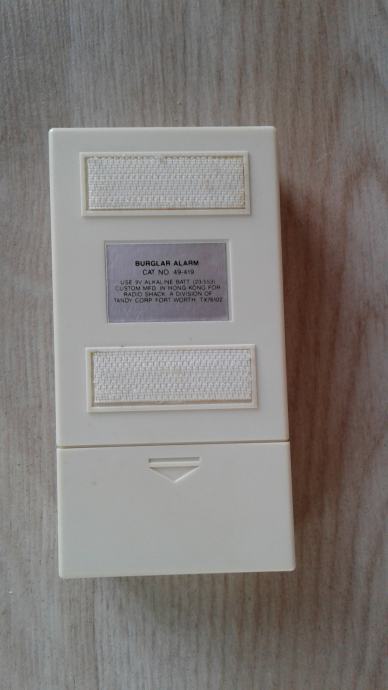 BURGLAR ALARM
CAT. NO. 49-419
USE 9V ALKALINE BATT. (23-553)
CUSTOM MFD. IN HONG KONG FOR
RADIO SHACK, A DIVISION OF
TANDY CORP. FORT WORTH, TX76102